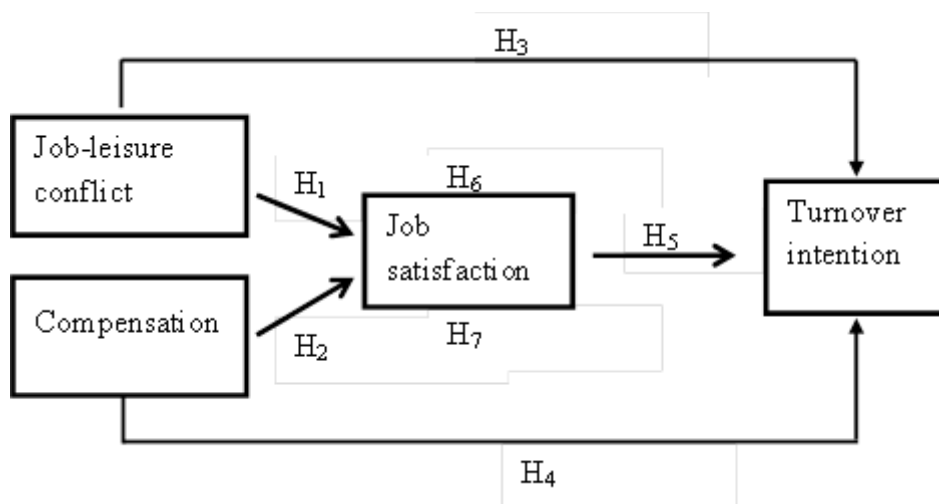 H3
Job-leisure
conflict
H1
H6
Job
satisfaction
H5
Turnover
intention
Compensation
H2
H7
H4